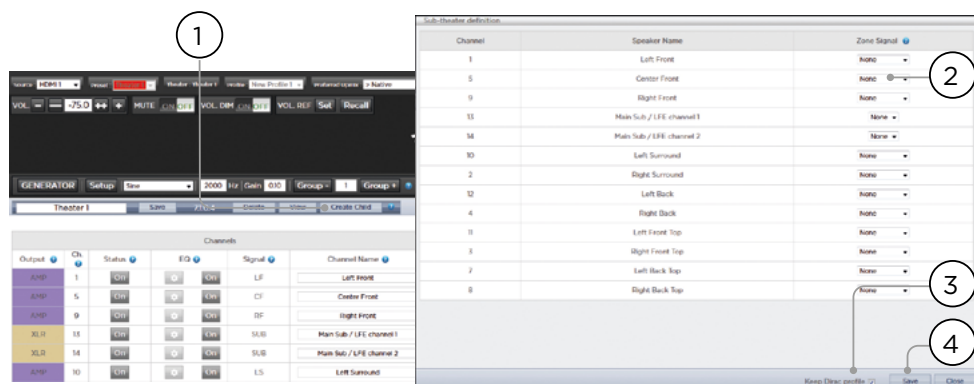 1
Source HDMI 1 Preset Theater 1 Theater: Theater 1 Profile New Profile 1 Preferred upmix > Native
VOL. -75.0 ++ + MUTE ON OFF VOL. DIM ON OFF VOL. REF Set Recall
GENERATOR Setup Sine 2000 Hz Gain 0.10 Group - 1 Group +
Theater 1 Save Delete View Create Child
Channels
Output Ch. Status EQ Signal Channel Name
AMP 1 On On LF Left Front
AMP 5 On On CF Center Front
AMP 9 On On RF Right Front
XLR 13 On On SUB Main Sub / LFE channel 1
XLR 14 On On SUB Main Sub / LFE channel 2
AMP 10 On On LS Left Surround
Sub-theater definition
Channel Speaker Name Zone Signal
1 Left Front None
5 Center Front None
2
9 Right Front None
13 Main Sub / LFE channel 1 None
14 Main Sub / LFE channel 2 None
10 Left Surround None
2 Right Surround None
12 Left Back None
4 Right Back None
11 Left Front Top None
3 Right Front Top None
7 Left Back Top None
8 Right Back Top None
3
4
Keep Dirac profile Save Close